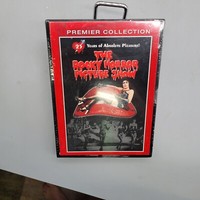 PREMIER COLLECTION
25 Years of Absolute Pleasure!
THE
ROCKY HORROR
PICTURE SHOW